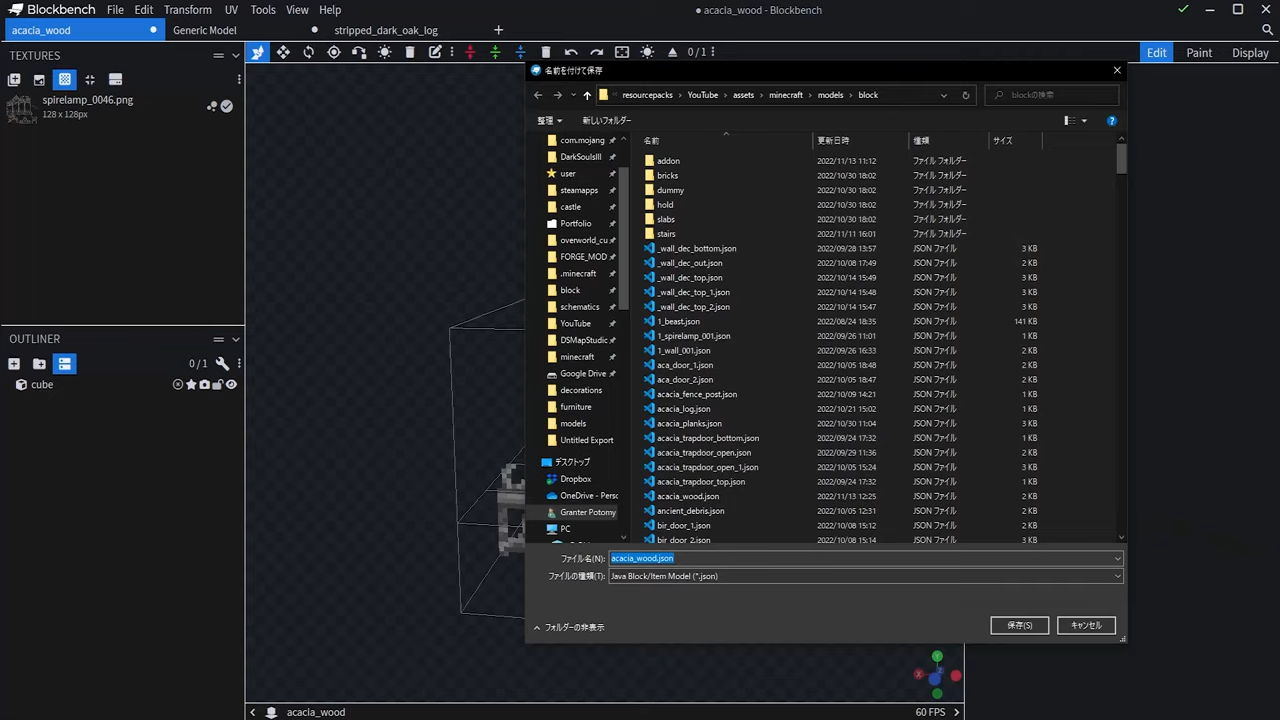 Blockbench File Edit Transform UV Tools View Help
● acacia_wood - Blockbench
acacia_wood
Generic Model
stripped_dark_oak_log
TEXTURES
0 / 1
Edit Paint Display
spirelamp_0046.png
128 x 128px
OUTLINER
0 / 1
cube
名前を付けて保存
resourcepacks YouTube assets minecraft models block
blockの検索
整理 新しいフォルダー
com.mojang
DarkSoulsIII
user
steamapps
castle
Portfolio
overworld_cu
FORGE_MOD
.minecraft
block
schematics
YouTube
DSMapStudic
minecraft
Google Drive
decorations
furniture
models
Untitled Export
デスクトップ
Dropbox
OneDrive - Persc
Granter Potomy
PC
名前 更新日時 種類 サイズ
addon 2022/11/13 11:12 ファイル フォルダー
bricks 2022/10/30 18:02 ファイル フォルダー
dummy 2022/10/30 18:02 ファイル フォルダー
hold 2022/10/30 18:02 ファイル フォルダー
slabs 2022/10/30 18:02 ファイル フォルダー
stairs 2022/11/11 16:01 ファイル フォルダー
_wall_dec_bottom.json 2022/09/28 13:57 JSON ファイル 3 KB
_wall_dec_out.json 2022/10/08 17:49 JSON ファイル 2 KB
_wall_dec_top.json 2022/10/14 15:49 JSON ファイル 3 KB
_wall_dec_top_1.json 2022/10/14 15:48 JSON ファイル 3 KB
_wall_dec_top_2.json 2022/10/14 15:47 JSON ファイル 3 KB
1_beast.json 2022/08/24 18:35 JSON ファイル 141 KB
1_spirelamp_001.json 2022/09/26 11:01 JSON ファイル 1 KB
1_wall_001.json 2022/09/26 16:33 JSON ファイル 2 KB
aca_door_1.json 2022/10/05 18:48 JSON ファイル 2 KB
aca_door_2.json 2022/10/05 18:47 JSON ファイル 2 KB
acacia_fence_post.json 2022/10/09 14:21 JSON ファイル 1 KB
acacia_log.json 2022/10/21 15:02 JSON ファイル 1 KB
acacia_planks.json 2022/10/30 11:04 JSON ファイル 3 KB
acacia_trapdoor_bottom.json 2022/09/24 17:32 JSON ファイル 1 KB
acacia_trapdoor_open.json 2022/09/29 11:36 JSON ファイル 2 KB
acacia_trapdoor_open_1.json 2022/10/05 15:24 JSON ファイル 3 KB
acacia_trapdoor_top.json 2022/09/24 17:32 JSON ファイル 1 KB
acacia_wood.json 2022/11/13 12:25 JSON ファイル 1 KB
ancient_debris.json 2022/10/05 12:31 JSON ファイル 2 KB
bir_door_1.json 2022/10/08 15:12 JSON ファイル 2 KB
bir_door_2.json 2022/10/08 15:14 JSON ファイル 2 KB
ファイル名(N): acacia_wood.json
ファイルの種類(T): Java Block/Item Model (*.json)
フォルダーの非表示
保存(S) キャンセル
acacia_wood
60 FPS